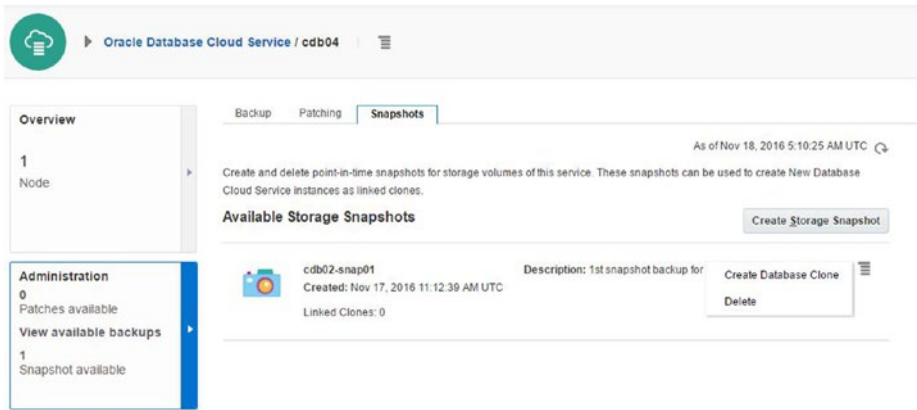 Oracle Database Cloud Service / cdb04
Overview
1
Node
Administration
0
Patches available
View available backups
1
Snapshot available
Backup Patching Snapshots
As of Nov 18, 2016 5:10:25 AM UTC
Create and delete point-in-time snapshots for storage volumes of this service. These snapshots can be used to create New Database
Cloud Service instances as linked clones.
Available Storage Snapshots
Create Storage Snapshot
cdb02-snap01
Created: Nov 17, 2016 11:12:39 AM UTC
Linked Clones: 0
Description: 1st snapshot backup for
Create Database Clone
Delete